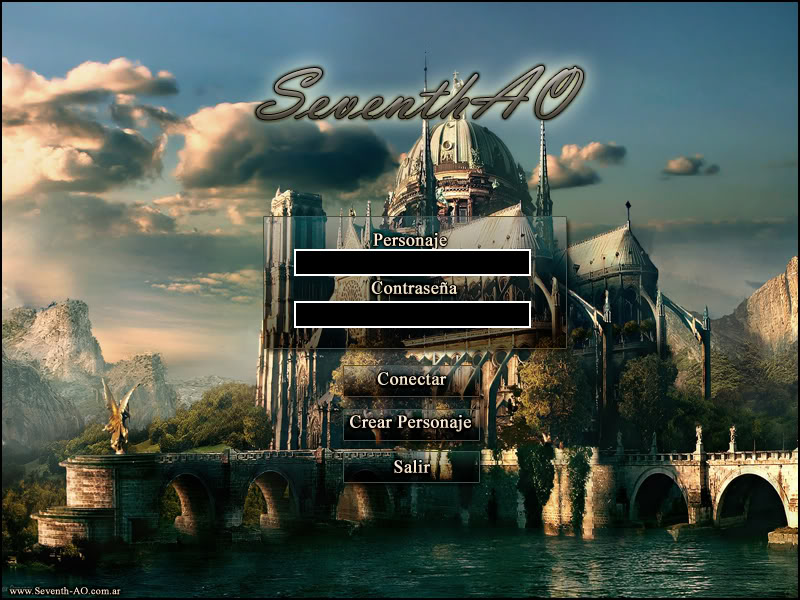 SeventhAO
Personaje
Contraseña
Conectar
Crear Personaje
Salir
www.Seventh-AO.com.ar